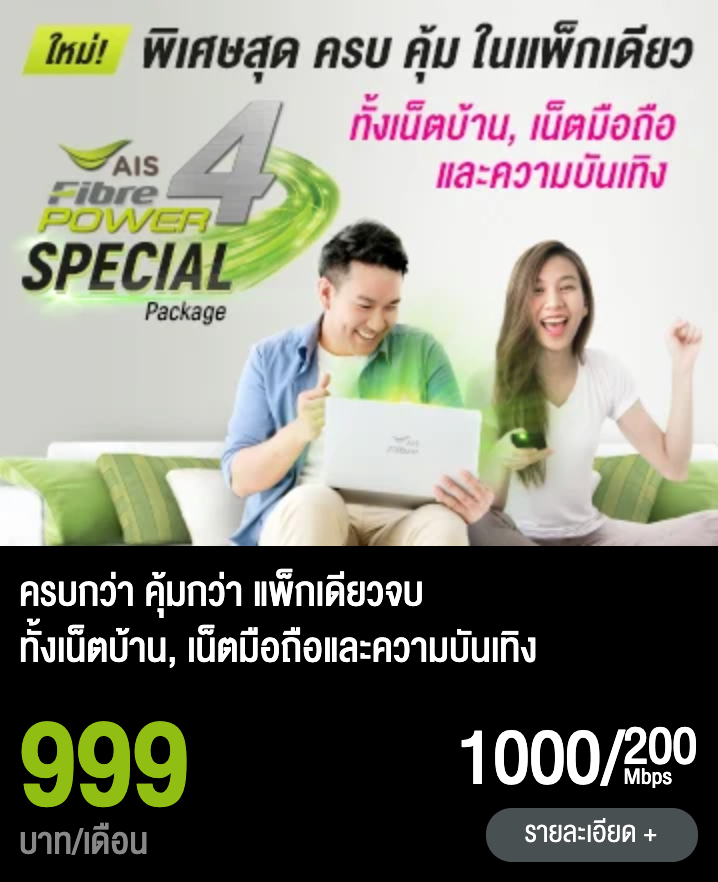 ใหม่! พิเศษสุด ครบ คุ้ม ในแพ็กเดียว
ทั้งเน็ตบ้าน, เน็ตมือถือ
และความบันเทิง
AIS
Fibre 4
POWER
SPECIAL
Package
AIS
Fibre
ครบกว่า คุ้มกว่า แพ็กเดียวจบ
ทั้งเน็ตบ้าน, เน็ตมือถือและความบันเทิง
999
บาท/เดือน
1000/200
Mbps
รายละเอียด +